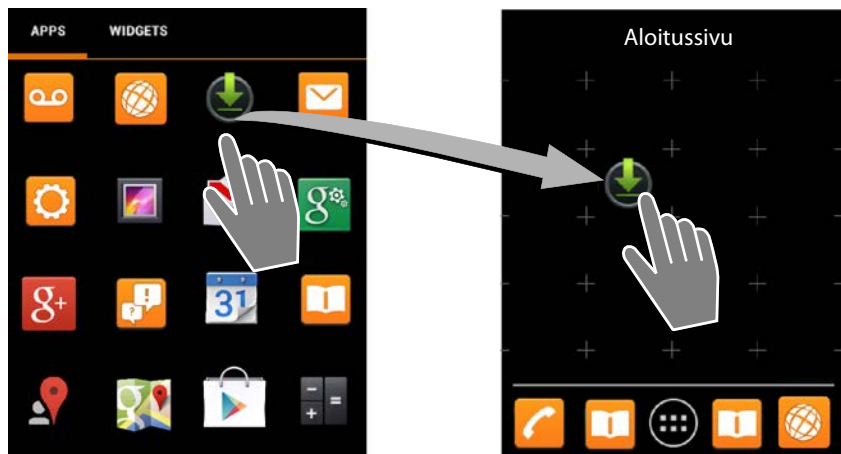 APPS WIDGETS
Aloitussivu
g
g+
? !
31
g
- =
+